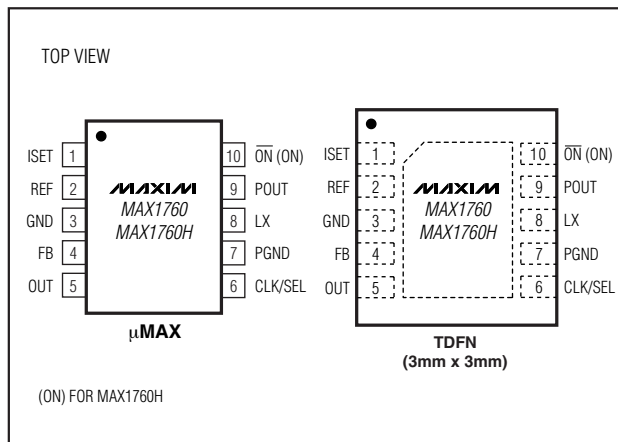 TOP VIEW
ISET 1
REF 2
GND 3
FB 4
OUT 5
MAXIM
MAX1760
MAX1760H
10 O̅N̅ (ON)
9 POUT
8 LX
7 PGND
6 CLK/SEL
µMAX
ISET 1
REF 2
GND 3
FB 4
OUT 5
MAXIM
MAX1760
MAX1760H
10 O̅N̅ (ON)
9 POUT
8 LX
7 PGND
6 CLK/SEL
TDFN
(3mm x 3mm)
(ON) FOR MAX1760H